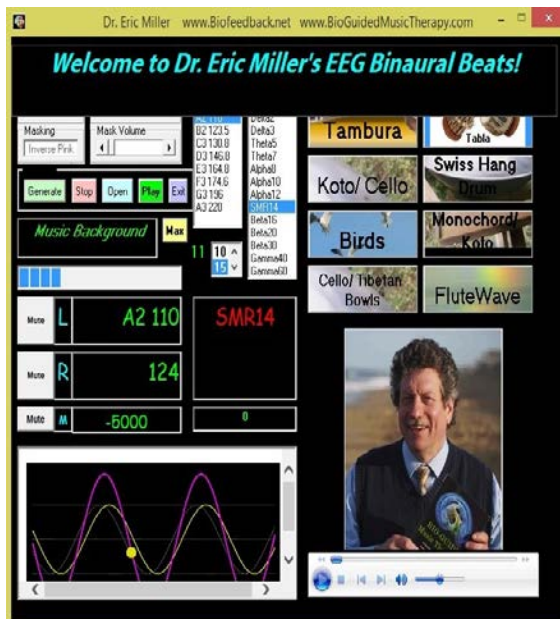 Dr. Eric Miller www.Biofeedback.net www.BioGuidedMusicTherapy.com
Welcome to Dr. Eric Miller's EEG Binaural Beats!
Masking
Inverse Pink
Mask Volume
A2 110
B2 123.5
C3 130.8
D3 146.8
E3 164.8
F3 174.6
G3 196
A3 220
Delta2
Delta3
Theta5
Theta7
Alpha8
Alpha10
Alpha12
SMR14
Beta16
Beta20
Beta30
Gamma40
Gamma60
Tambura
Tabla
Generate
Stop
Open
Play
Exit
Koto/ Cello
Swiss Hang
Drum
Music Background
Max
11
10
15
Birds
Monochord/
Koto
Cello/ Tibetan
Bowls
FluteWave
Mute L A2 110
SMR14
Mute R 124
Mute M -5000
0